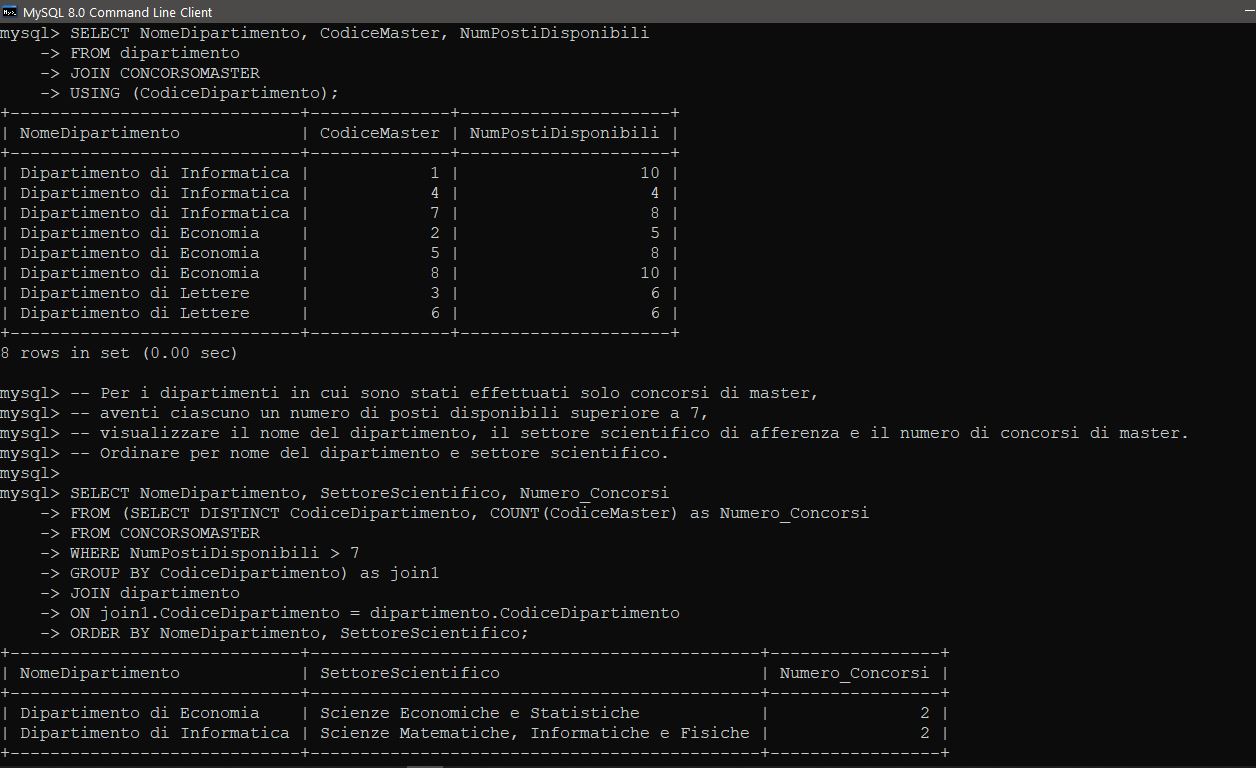 MySQL 8.0 Command Line Client
mysql> SELECT NomeDipartimento, CodiceMaster, NumPostiDisponibili
    -> FROM dipartimento
    -> JOIN CONCORSOMASTER
    -> USING (CodiceDipartimento);
+-----------------------------+--------------+---------------------+
| NomeDipartimento            | CodiceMaster | NumPostiDisponibili |
+-----------------------------+--------------+---------------------+
| Dipartimento di Informatica |            1 |                  10 |
| Dipartimento di Informatica |            4 |                   4 |
| Dipartimento di Informatica |            7 |                   8 |
| Dipartimento di Economia    |            2 |                   5 |
| Dipartimento di Economia    |            5 |                   8 |
| Dipartimento di Economia    |            8 |                  10 |
| Dipartimento di Lettere     |            3 |                   6 |
| Dipartimento di Lettere     |            6 |                   6 |
+-----------------------------+--------------+---------------------+
8 rows in set (0.00 sec)

mysql> -- Per i dipartimenti in cui sono stati effettuati solo concorsi di master,
mysql> -- aventi ciascuno un numero di posti disponibili superiore a 7,
mysql> -- visualizzare il nome del dipartimento, il settore scientifico di afferenza e il numero di concorsi di master.
mysql> -- Ordinare per nome del dipartimento e settore scientifico.
mysql>
mysql> SELECT NomeDipartimento, SettoreScientifico, Numero_Concorsi
    -> FROM (SELECT DISTINCT CodiceDipartimento, COUNT(CodiceMaster) as Numero_Concorsi
    -> FROM CONCORSOMASTER
    -> WHERE NumPostiDisponibili > 7
    -> GROUP BY CodiceDipartimento) as join1
    -> JOIN dipartimento
    -> ON join1.CodiceDipartimento = dipartimento.CodiceDipartimento
    -> ORDER BY NomeDipartimento, SettoreScientifico;
+-----------------------------+---------------------------------------------+-----------------+
| NomeDipartimento            | SettoreScientifico                          | Numero_Concorsi |
+-----------------------------+---------------------------------------------+-----------------+
| Dipartimento di Economia    | Scienze Economiche e Statistiche            |               2 |
| Dipartimento di Informatica | Scienze Matematiche, Informatiche e Fisiche |               2 |
+-----------------------------+---------------------------------------------+-----------------+